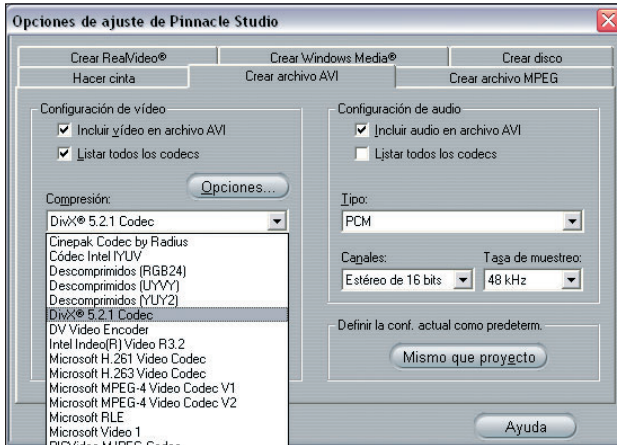 Opciones de ajuste de Pinnacle Studio
Crear RealVideo®
Crear Windows Media®
Crear disco
Hacer cinta
Crear archivo AVI
Crear archivo MPEG
Configuración de vídeo
Incluir vídeo en archivo AVI
Listar todos los codecs
Opciones...
Compresión:
DivX® 5.2.1 Codec
Cinepak Codec by Radius
Códec Intel IYUV
Descomprimidos (RGB24)
Descomprimidos (UYVY)
Descomprimidos (YUY2)
DivX® 5.2.1 Codec
DV Video Encoder
Intel Indeo(R) Video R3.2
Microsoft H.261 Video Codec
Microsoft H.263 Video Codec
Microsoft MPEG-4 Video Codec V1
Microsoft MPEG-4 Video Codec V2
Microsoft RLE
Microsoft Video 1
Configuración de audio
Incluir audio en archivo AVI
Listar todos los codecs
Tipo:
PCM
Canales:
Tasa de muestreo:
Estéreo de 16 bits
48 kHz
Definir la conf. actual como predeterm.
Mismo que proyecto
Ayuda